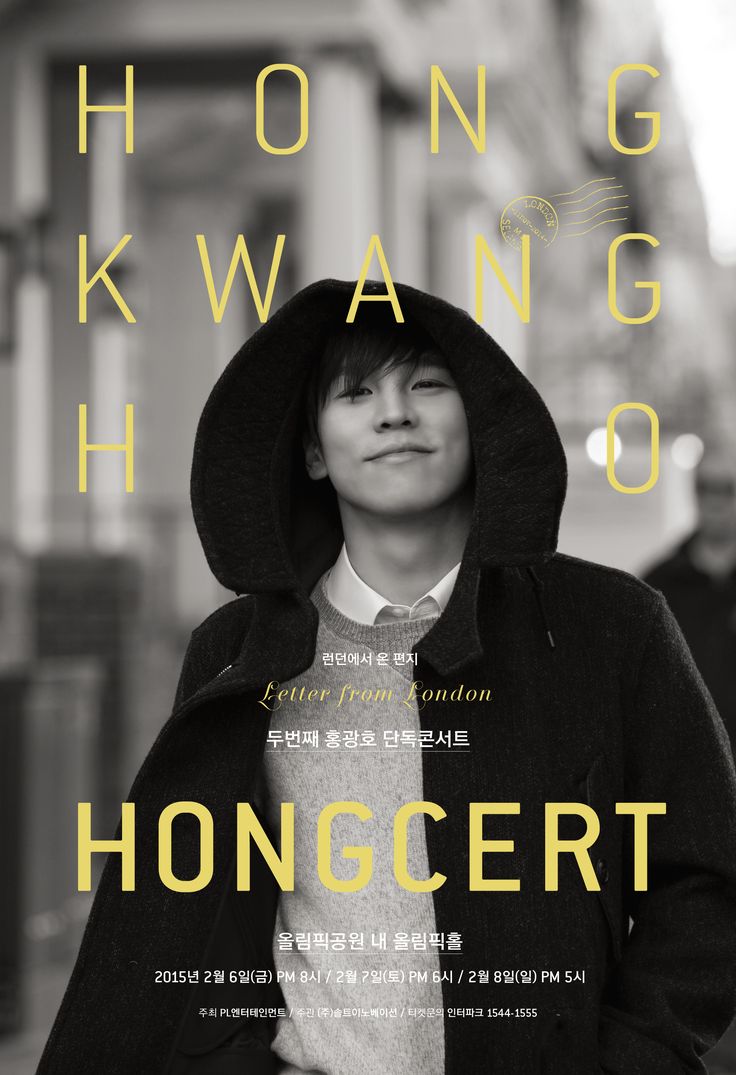 HONG
KWANG
HO
LONDON
런던에서 온 편지
Letter from London
두번째 홍광호 단독콘서트
HONGCERT
올림픽공원 내 올림픽홀
2015년 2월 6일(금) PM 8시 / 2월 7일(토) PM 6시 / 2월 8일(일) PM 5시
주최 PL엔터테인먼트 / 주관 (주)솔트이노베이션 / 티켓문의 인터파크 1544-1555